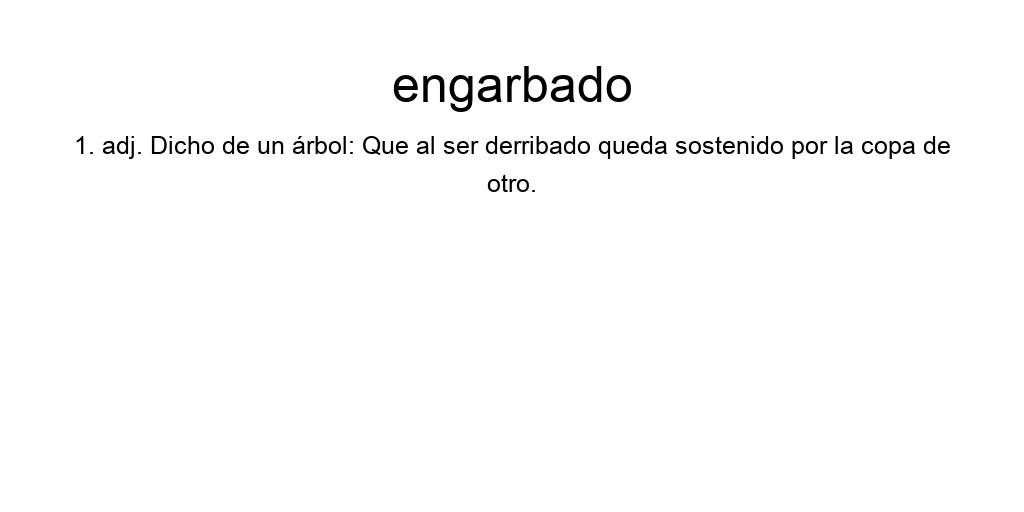 engarbado
1. adj. Dicho de un árbol: Que al ser derribado queda sostenido por la copa de
otro.